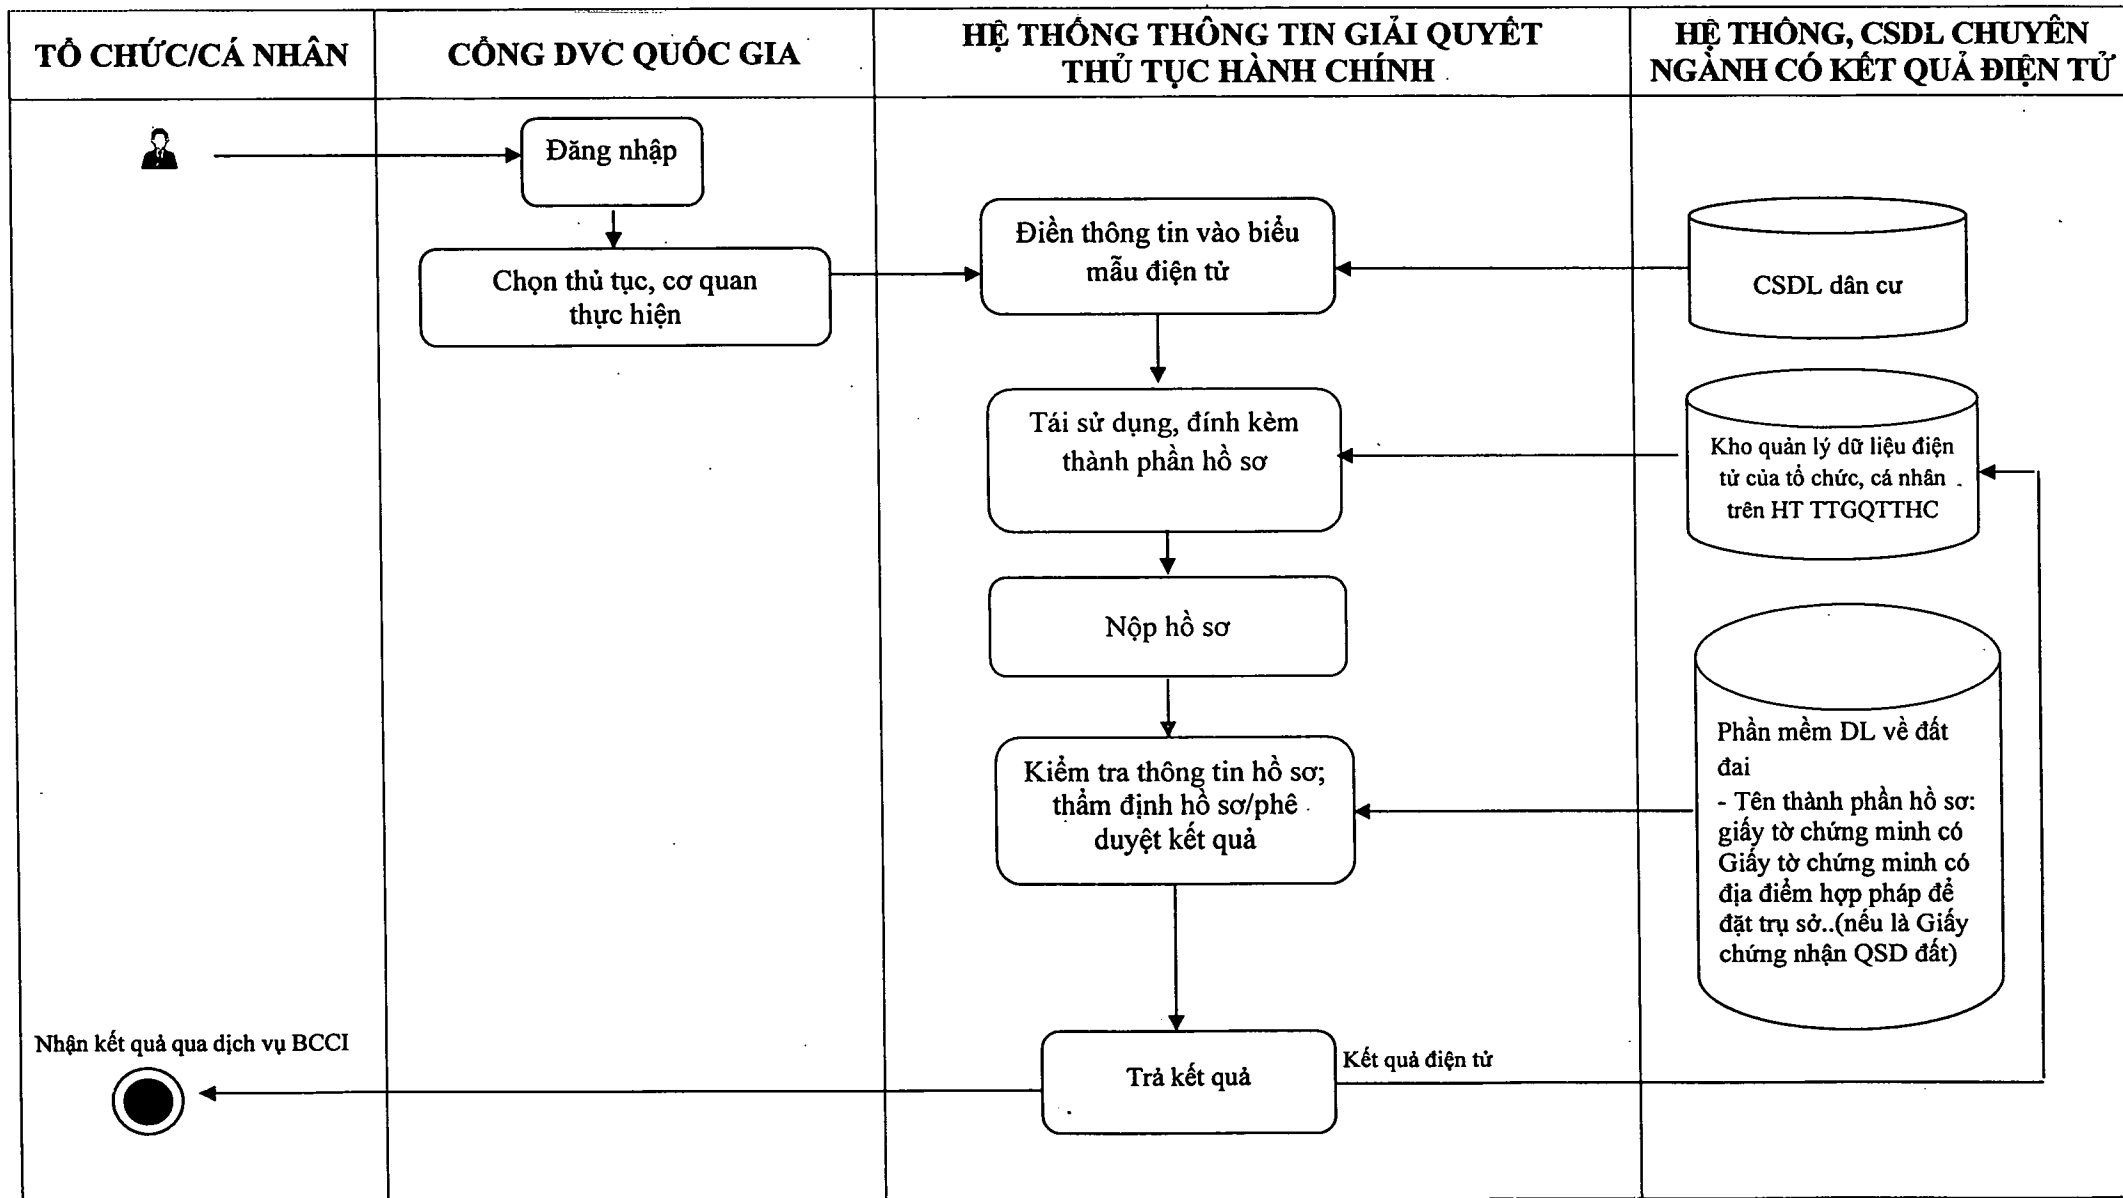 TỔ CHỨC/CÁ NHÂN
CỔNG DVC QUỐC GIA
HỆ THỐNG THÔNG TIN GIẢI QUYẾT
THỦ TỤC HÀNH CHÍNH
HỆ THỐNG, CSDL CHUYÊN
NGÀNH CÓ KẾT QUẢ ĐIỆN TỬ
Đăng nhập
Chọn thủ tục, cơ quan
thực hiện
Điền thông tin vào biểu
mẫu điện tử
CSDL dân cư
Tái sử dụng, đính kèm
thành phần hồ sơ
Kho quản lý dữ liệu điện
tử của tổ chức, cá nhân
trên HT TTGQTTHC
Nộp hồ sơ
Kiểm tra thông tin hồ sơ;
thẩm định hồ sơ/phê
duyệt kết quả
Phần mềm DL về đất
đai
- Tên thành phần hồ sơ:
giấy tờ chứng minh có
Giấy tờ chứng minh có
địa điểm hợp pháp để
đặt trụ sở..(nếu là Giấy
chứng nhận QSD đất)
Nhận kết quả qua dịch vụ BCCI
Trả kết quả
Kết quả điện tử